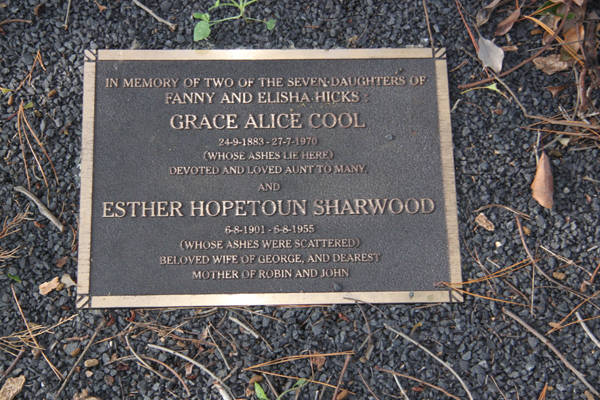 IN MEMORY OF TWO OF THE SEVEN DAUGHTERS OF
FANNY AND ELISHA HICKS :
GRACE ALICE COOL
24-9-1883 - 27-7-1970
(WHOSE ASHES LIE HERE)
DEVOTED AND LOVED AUNT TO MANY,
AND
ESTHER HOPETOUN SHARWOOD
6-8-1901 - 6-8-1955
(WHOSE ASHES WERE SCATTERED)
BELOVED WIFE OF GEORGE, AND DEAREST
MOTHER OF ROBIN AND JOHN